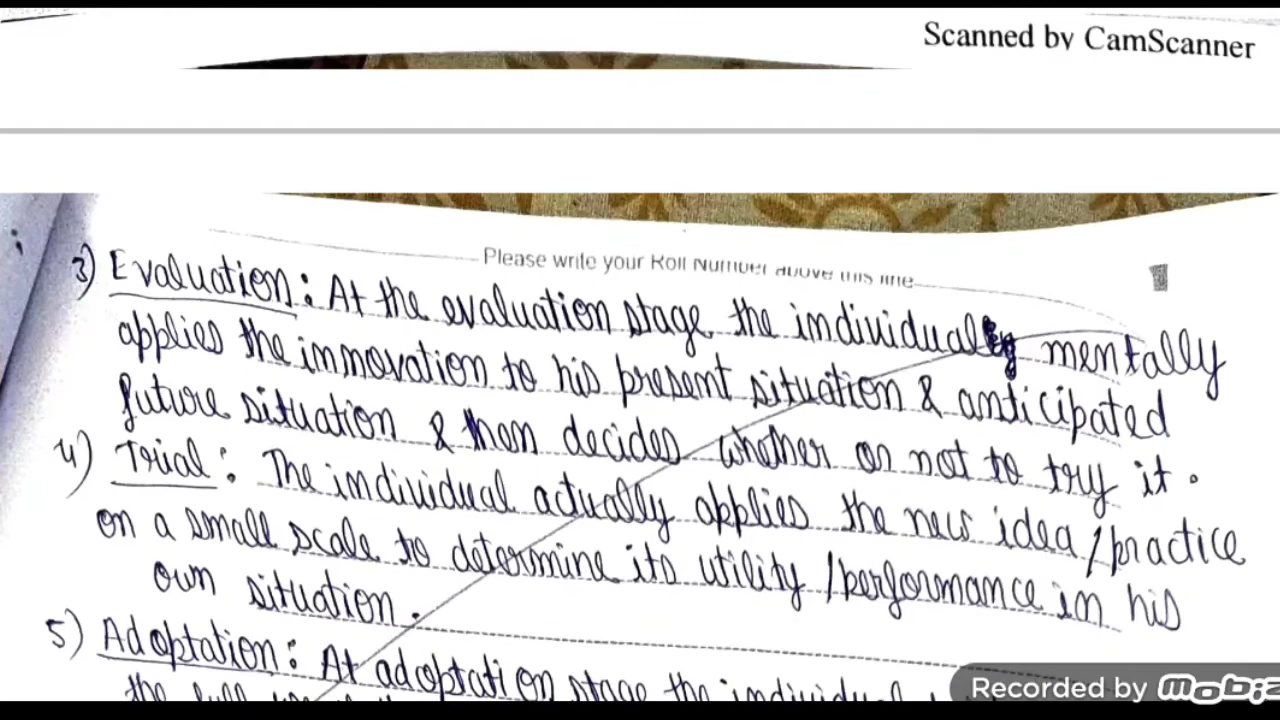 Scanned by CamScanner
Please write your Roll Number above this line
3) Evaluation: At the evaluation stage the individual mentally
applies the innovation to his present situation & anticipated
future situation & then decides whether or not to try it.
4) Trial: The individual actually applies the new idea/practice
on a small scale to determine its utility/performance in his
own situation.
5) Adoptation: At adoptation stage the
the full
Recorded by